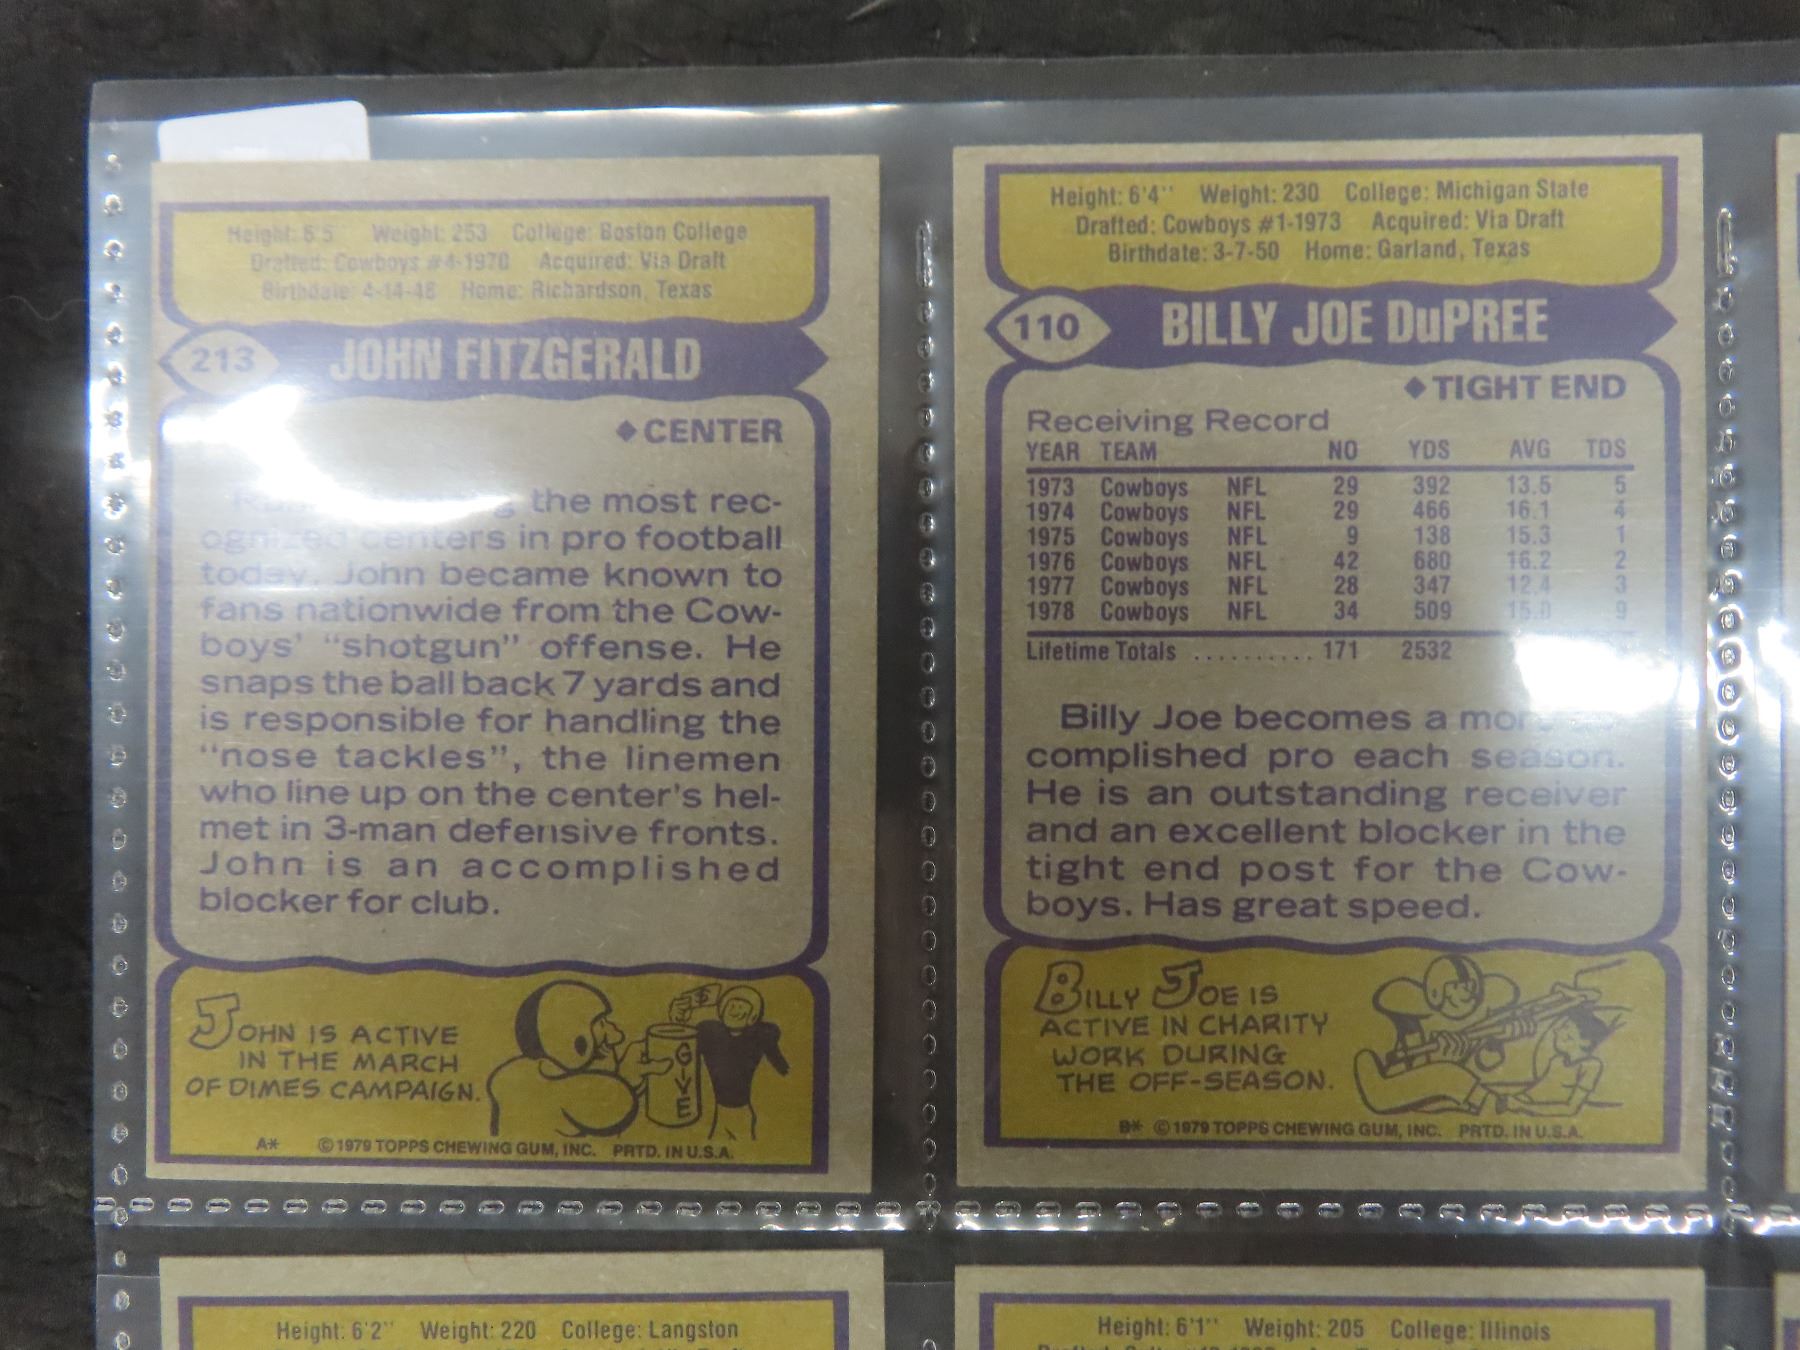 Height: 6'5" Weight: 253 College: Boston College
Drafted: Cowboys #4-1970 Acquired: Via Draft
Birthdate: 4-14-48 Home: Richardson, Texas
213 JOHN FITZGERALD
◆CENTER
the most rec-
ognized centers in pro football
today. John became known to
fans nationwide from the Cow-
boys' "shotgun" offense. He
snaps the ball back 7 yards and
is responsible for handling the
"nose tackles", the linemen
who line up on the center's hel-
met in 3-man defensive fronts.
John is an accomplished
blocker for club.
JOHN IS ACTIVE
IN THE MARCH
OF DIMES CAMPAIGN.
GIVE
$
A* ©1979 TOPPS CHEWING GUM, INC. PRTD. IN U.S.A.
Height: 6'4" Weight: 230 College: Michigan State
Drafted: Cowboys #1-1973 Acquired: Via Draft
Birthdate: 3-7-50 Home: Garland, Texas
110 BILLY JOE DuPREE
◆TIGHT END
Receiving Record
YEAR TEAM NO YDS AVG TDS
1973 Cowboys NFL 29 392 13.5 5
1974 Cowboys NFL 29 466 16.1 4
1975 Cowboys NFL 9 138 15.3 1
1976 Cowboys NFL 42 680 16.2 2
1977 Cowboys NFL 28 347 12.4 3
1978 Cowboys NFL 34 509 15.0 9
Lifetime Totals .......... 171 2532
Billy Joe becomes a
complished pro each season.
He is an outstanding receiver
and an excellent blocker in the
tight end post for the Cow-
boys. Has great speed.
BILLY JOE IS
ACTIVE IN CHARITY
WORK DURING
THE OFF-SEASON.
B* ©1979 TOPPS CHEWING GUM, INC. PRTD. IN U.S.A.
Height: 6'2" Weight: 220 College: Langston
Height: 6'1" Weight: 205 College: Illinois